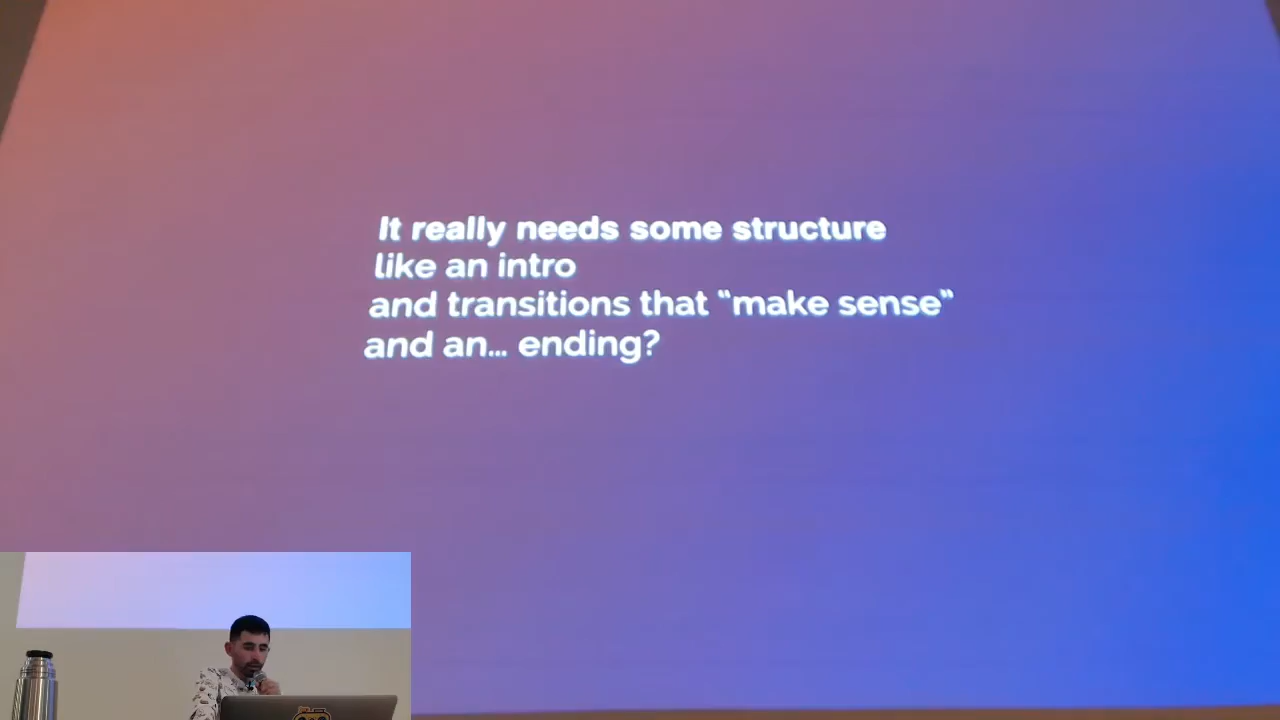 It really needs some structure
like an intro
and transitions that “make sense”
and an... ending?